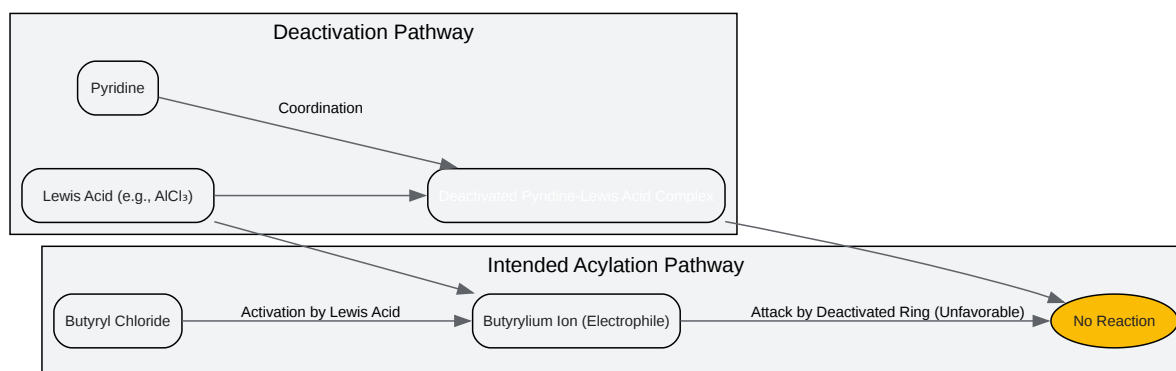 Deactivation Pathway
Pyridine
Coordination
Lewis Acid (e.g., AlCl₃)
Deactivated Pyridine-Lewis Acid Complex
Intended Acylation Pathway
Butyryl Chloride
Activation by Lewis Acid
Butyrylium Ion (Electrophile)
Attack by Deactivated Ring (Unfavorable)
No Reaction